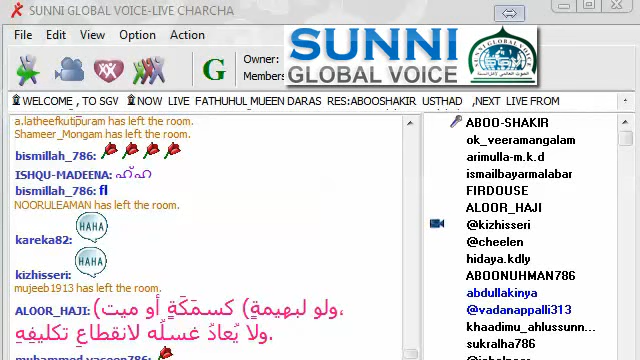 SUNNI GLOBAL VOICE-LIVE CHARCHA
File Edit View Option Action
SUNNI
GLOBAL VOICE
G Owner:
Members
WELCOME , TO SGV NOW LIVE FATHUHUL MUEEN DARAS RES:ABOOSHAKIR USTHAD ,NEXT LIVE FROM
a.latheefkutipuram has left the room.
Shameer_Mongam has left the room.
bismillah_786:
ISHQU-MADEENA: ഹ്ഹ
bismillah_786: fl
NOORULEAMAN has left the room.
HAHA
kareka82:
HAHA
kizhisseri:
mujeeb1913 has left the room.
ALOOR_HAJI: ولو لبهيمةٍ) كسمَكَةٍ أو ميت)،
ولا يُعادُ غسلُه لانقطاعِ تكليفِهِ.
muhammed yaseen786:
ABOO-SHAKIR
ok_veeramangalam
arimulla-m.k.d
ismailbayarmalabar
FIRDOUSE
ALOOR_HAJI
@kizhisseri
@cheelen
hidaya.kdly
ABOONUHMAN786
abdullakinya
@vadanappalli313
khaadimu_ahlussunn...
sukralha786